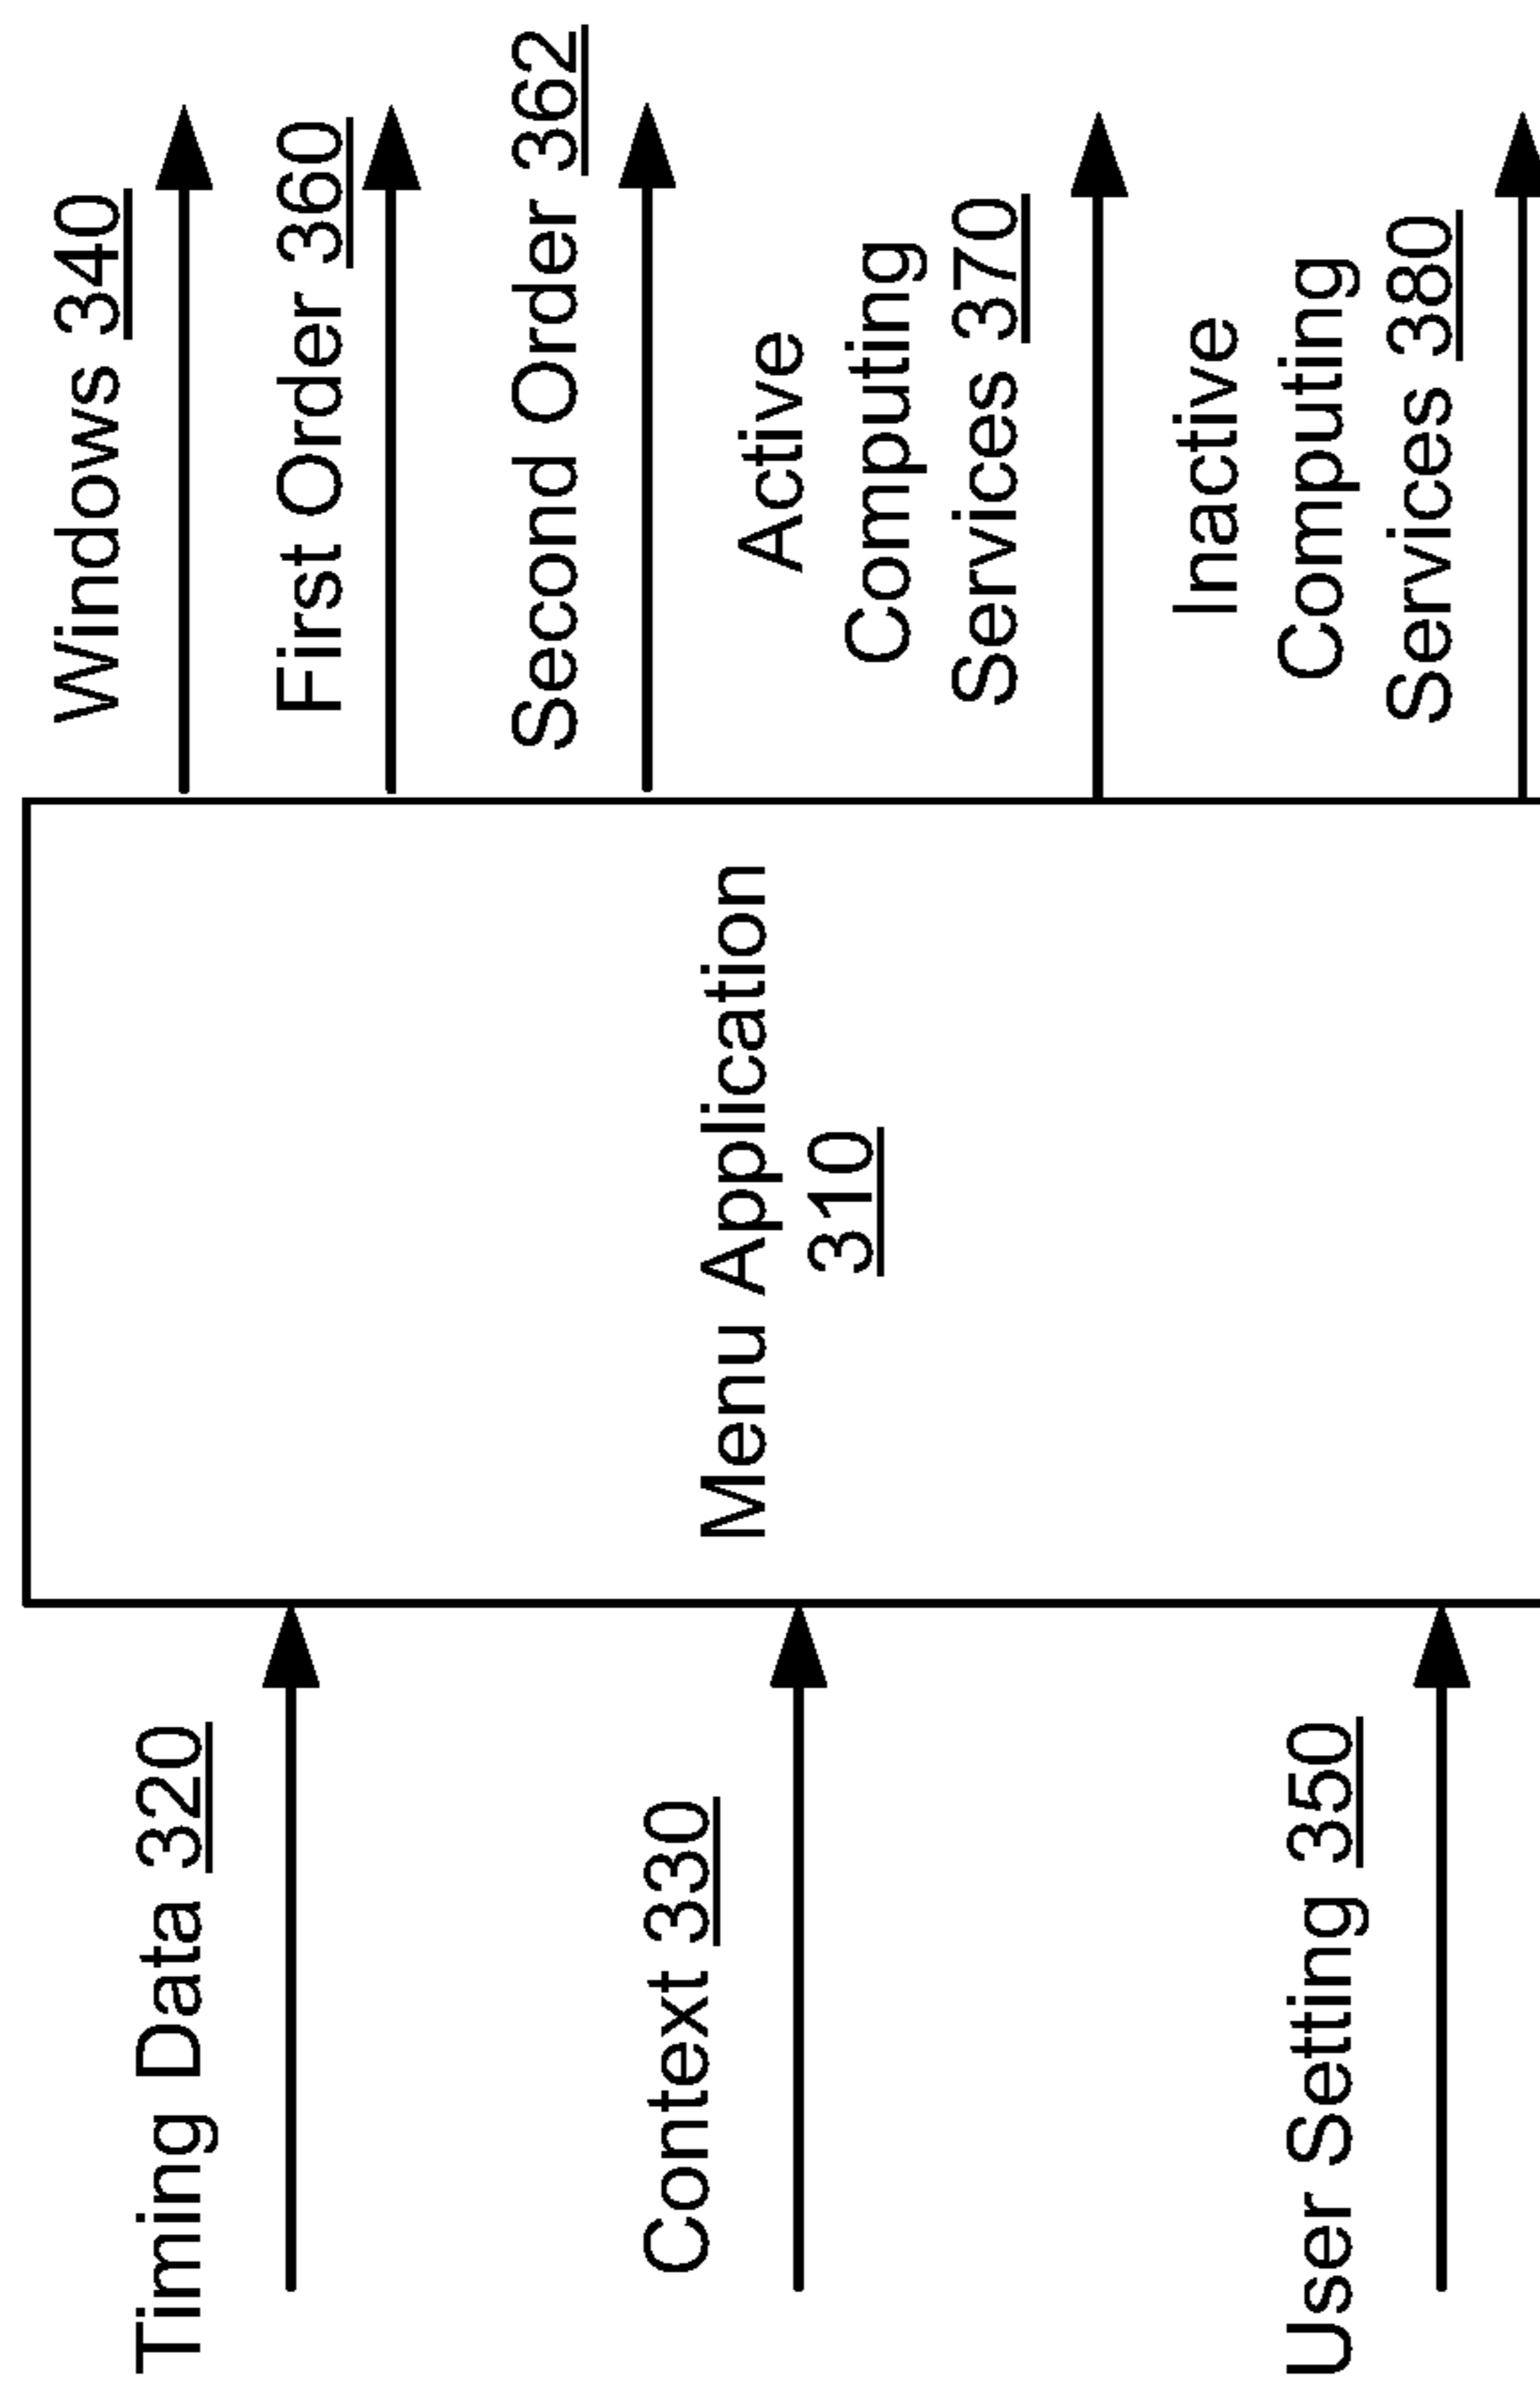 Timing Data 320
Context 330
User Setting 350
Menu Application
310
Windows 340
First Order 360
Second Order 362
Active
Computing
Services 370
Inactive
Computing
Services 380